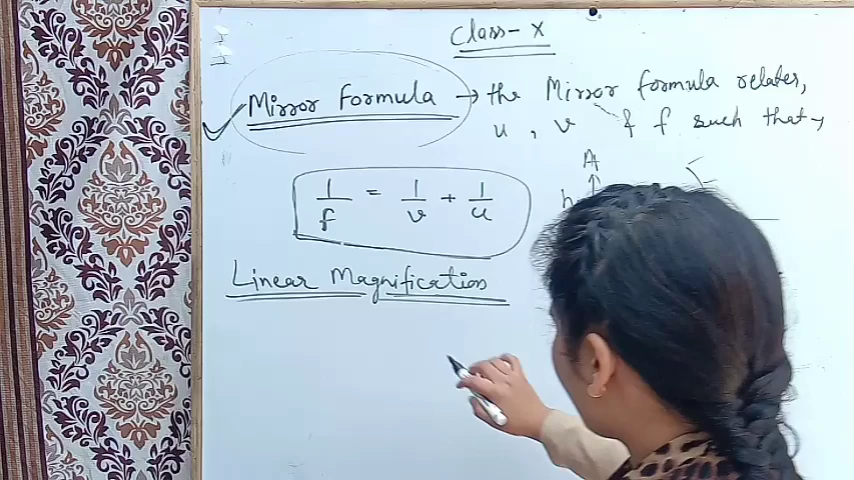 Class-X
Mirror Formula → the Mirror formula relates,
u, v & f such that →
1/f = 1/v + 1/u
A
h
Linear Magnification